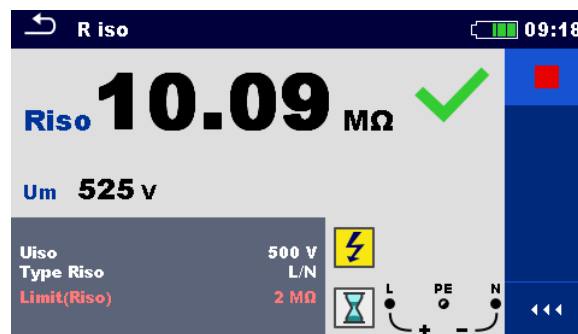 R iso 09:18
Riso 10.09 MΩ
Um 525 V
Uiso 500 V
Type Riso L/N
Limit(Riso) 2 MΩ
L PE N
+ −